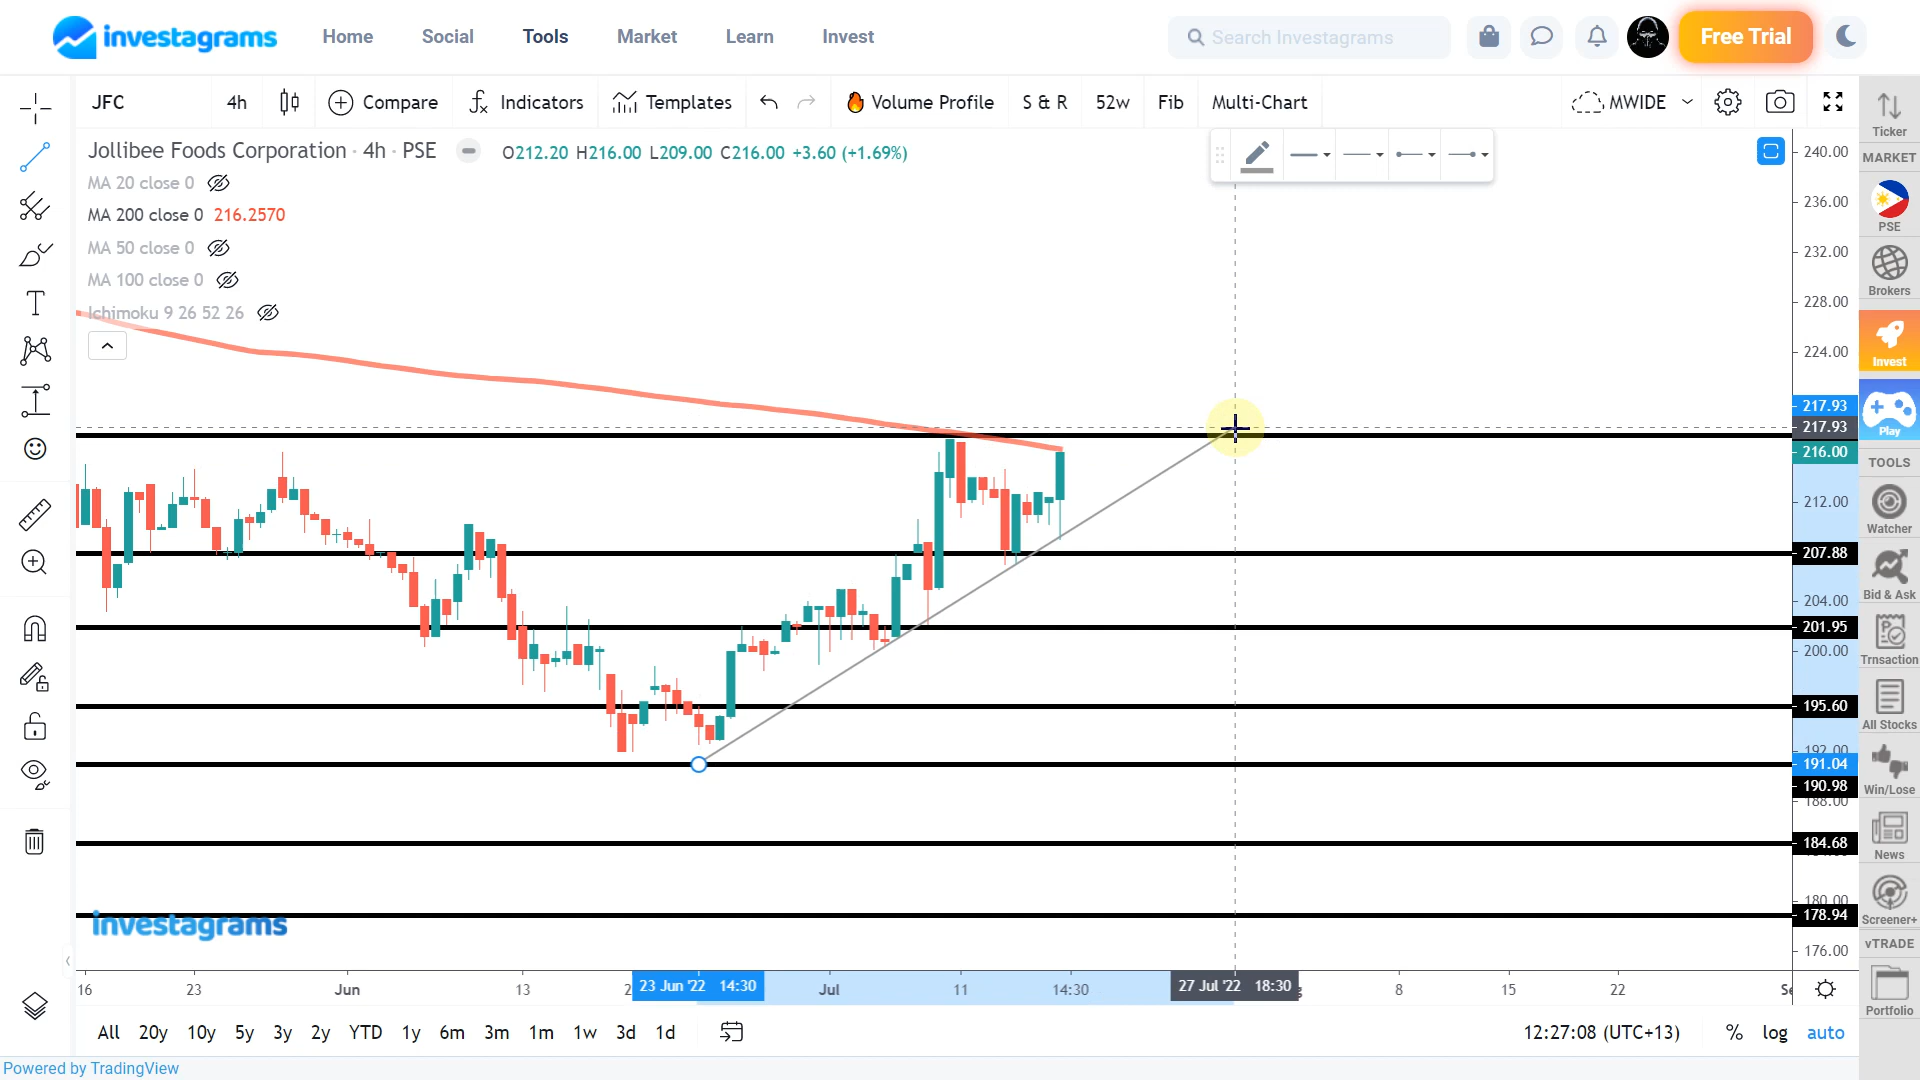 investagrams
Home Social Tools Market Learn Invest
Search Investagrams
Free Trial
JFC 4h Compare Indicators Templates Volume Profile S & R 52w Fib Multi-Chart MWIDE
Jollibee Foods Corporation · 4h · PSE O212.20 H216.00 L209.00 C216.00 +3.60 (+1.69%)
MA 20 close 0
MA 200 close 0 216.2570
MA 50 close 0
MA 100 close 0
Ichimoku 9 26 52 26
240.00
236.00
232.00
228.00
224.00
217.93
217.93
216.00
212.00
207.88
204.00
201.95
200.00
195.60
192.00
191.04
190.98
188.00
184.68
180.00
178.94
176.00
investagrams
16 23 Jun 13 23 Jun '22 14:30 Jul 11 14:30 27 Jul '22 18:30 8 15 22
All 20y 10y 5y 3y 2y YTD 1y 6m 3m 1m 1w 3d 1d
12:27:08 (UTC+13) % log auto
Powered by TradingView
Ticker
MARKET
PSE
Brokers
Invest
Play
TOOLS
Watcher
Bid & Ask
Trnsaction
All Stocks
Win/Lose
News
Screener+
vTRADE
Portfolio